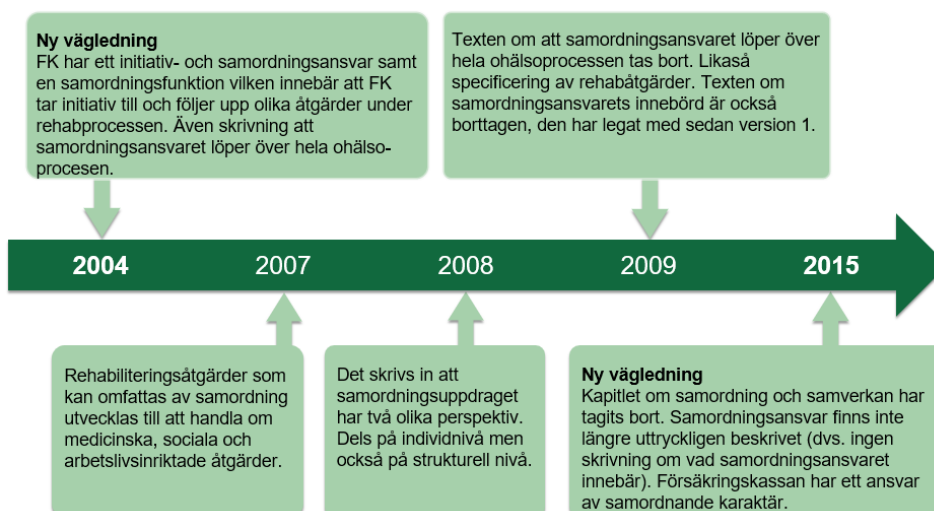 Ny vägledning
FK har ett initiativ- och samordningsansvar samt
en samordningsfunktion vilken innebär att FK
tar initiativ till och följer upp olika åtgärder under
rehabprocessen. Även skrivning att
samordningsansvaret löper över hela ohälso-
procesen.
Texten om att samordningsansvaret löper över
hela ohälsoprocessen tas bort. Likaså
specificering av rehabåtgärder. Texten om
samordningsansvarets innebörd är också
borttagen, den har legat med sedan version 1.
2004 2007 2008 2009 2015
Rehabiliteringsåtgärder som
kan omfattas av samordning
utvecklas till att handla om
medicinska, sociala och
arbetslivsinriktade åtgärder.
Det skrivs in att
samordningsuppdraget
har två olika perspektiv.
Dels på individnivå men
också på strukturell nivå.
Ny vägledning
Kapitlet om samordning och samverkan har
tagits bort. Samordningsansvar finns inte
längre uttryckligen beskrivet (dvs. ingen
skrivning om vad samordningsansvaret
innebär). Försäkringskassan har ett ansvar
av samordnande karaktär.